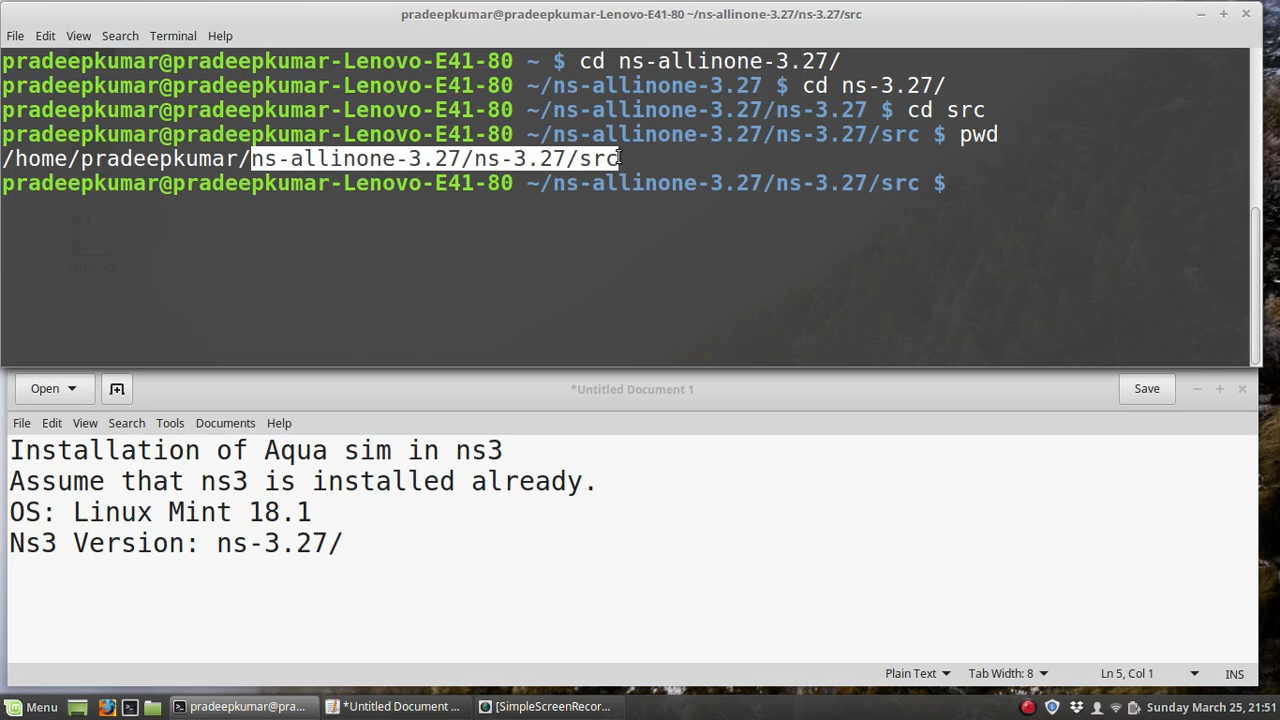 pradeepkumar@pradeepkumar-Lenovo-E41-80 ~/ns-allinone-3.27/ns-3.27/src
File Edit View Search Terminal Help
pradeepkumar@pradeepkumar-Lenovo-E41-80 ~ $ cd ns-allinone-3.27/
pradeepkumar@pradeepkumar-Lenovo-E41-80 ~/ns-allinone-3.27 $ cd ns-3.27/
pradeepkumar@pradeepkumar-Lenovo-E41-80 ~/ns-allinone-3.27/ns-3.27 $ cd src
pradeepkumar@pradeepkumar-Lenovo-E41-80 ~/ns-allinone-3.27/ns-3.27/src $ pwd
/home/pradeepkumar/ns-allinone-3.27/ns-3.27/src
pradeepkumar@pradeepkumar-Lenovo-E41-80 ~/ns-allinone-3.27/ns-3.27/src $
Open *Untitled Document 1 Save
File Edit View Search Tools Documents Help
Installation of Aqua sim in ns3
Assume that ns3 is installed already.
OS: Linux Mint 18.1
Ns3 Version: ns-3.27/
Plain Text Tab Width: 8 Ln 5, Col 1 INS
Menu pradeepkumar@pra... *Untitled Document ... [SimpleScreenRecor... Sunday March 25, 21:51